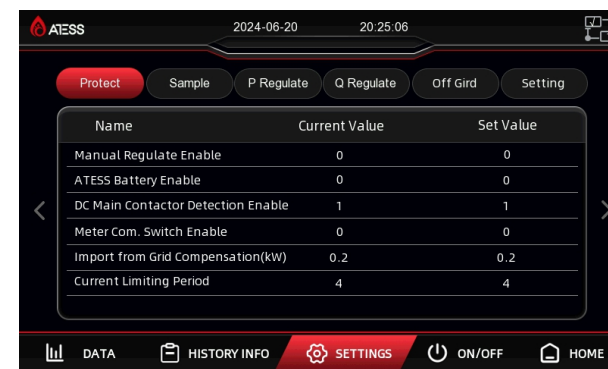 ATESS 2024-06-20 20:25:06
Protect Sample P Regulate Q Regulate Off Gird Setting
Name Current Value Set Value
Manual Regulate Enable 0 0
ATESS Battery Enable 0 0
DC Main Contactor Detection Enable 1 1
Meter Com. Switch Enable 0 0
Import from Grid Compensation(kW) 0.2 0.2
Current Limiting Period 4 4
DATA HISTORY INFO SETTINGS ON/OFF HOME